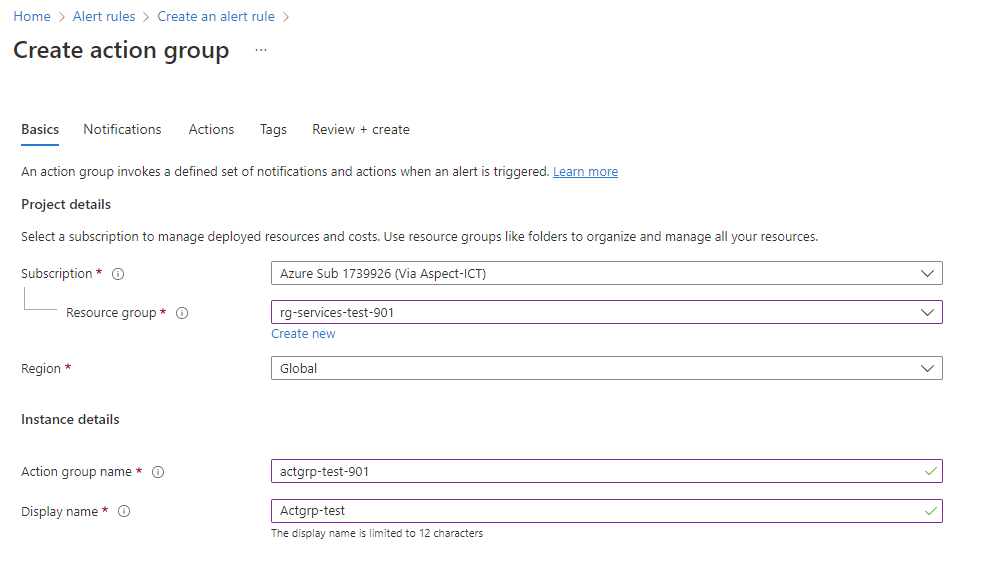 Home > Alert rules > Create an alert rule >
Create action group ...
Basics Notifications Actions Tags Review + create
An action group invokes a defined set of notifications and actions when an alert is triggered. Learn more
Project details
Select a subscription to manage deployed resources and costs. Use resource groups like folders to organize and manage all your resources.
Subscription * Azure Sub 1739926 (Via Aspect-ICT)
Resource group * rg-services-test-901
Create new
Region * Global
Instance details
Action group name * actgrp-test-901
Display name * Actgrp-test
The display name is limited to 12 characters